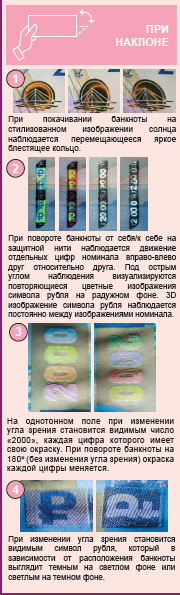 ПРИ
НАКЛОНЕ
1
При покачивании банкноты на
стилизованном изображении солнца
наблюдается перемещающееся яркое
блестящее кольцо.
2
При повороте банкноты от себя/к себе на
защитной нити наблюдается движение
отдельных цифр номинала вправо-влево
друг относительно друга. Под острым
углом наблюдения визуализируются
повторяющиеся цветные изображения
символа рубля на радужном фоне. 3D
изображение символа рубля наблюдается
постоянно между изображениями номинала.
3
На однотонном поле при изменении
угла зрения становится видимым число
«2000», каждая цифра которого имеет
свою окраску. При повороте банкноты на
180° (без изменения угла зрения) окраска
каждой цифры меняется.
4
При изменении угла зрения становится
видимым символ рубля, который в
зависимости от расположения банкноты
выглядит темным на светлом фоне или
светлым на темном фоне.